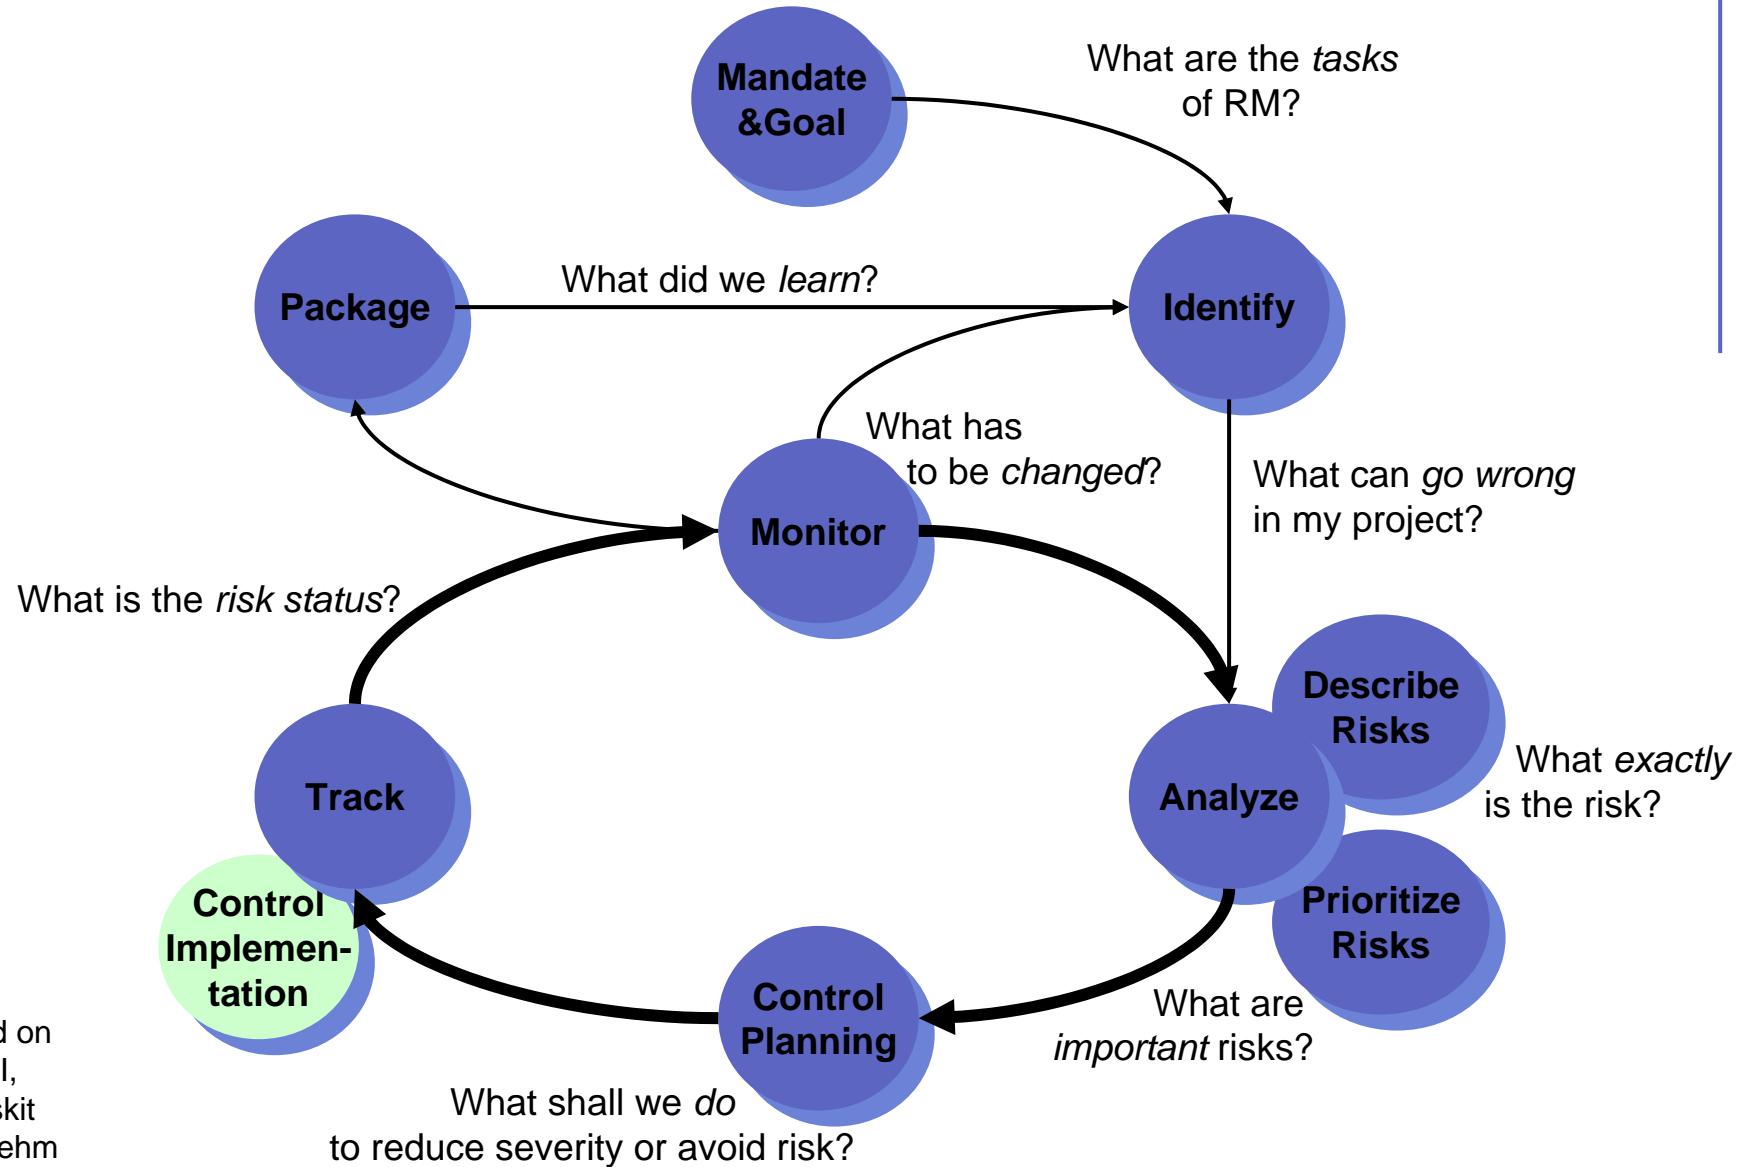 Mandate
&Goal
What are the tasks
of RM?
Package
What did we learn?
Identify
What has
to be changed?
What can go wrong
in my project?
Monitor
What is the risk status?
Describe
Risks
What exactly
is the risk?
Track
Analyze
Prioritize
Risks
Control
Implemen-
tation
Control
Planning
What are
important risks?
What shall we do
to reduce severity or avoid risk?
on